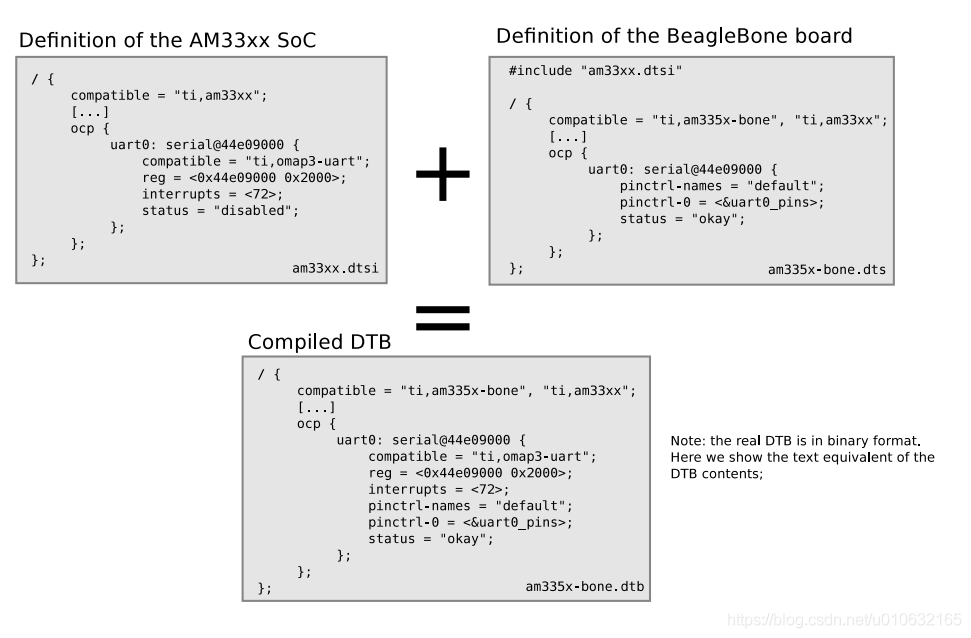 Definition of the AM33xx SoC
/ {
compatible = "ti,am33xx";
[...]
ocp {
uart0: serial@44e09000 {
compatible = "ti,omap3-uart";
reg = <0x44e09000 0x2000>;
interrupts = <72>;
status = "disabled";
};
};
};
am33xx.dtsi
+
Definition of the BeagleBone board
#include "am33xx.dtsi"
/ {
compatible = "ti,am335x-bone", "ti,am33xx";
[...]
ocp {
uart0: serial@44e09000 {
pinctrl-names = "default";
pinctrl-0 = <&uart0_pins>;
status = "okay";
};
};
};
am335x-bone.dts
=
Compiled DTB
/ {
compatible = "ti,am335x-bone", "ti,am33xx";
[...]
ocp {
uart0: serial@44e09000 {
compatible = "ti,omap3-uart";
reg = <0x44e09000 0x2000>;
interrupts = <72>;
pinctrl-names = "default";
pinctrl-0 = <&uart0_pins>;
status = "okay";
};
};
};
am335x-bone.dtb
Note: the real DTB is in binary format.
Here we show the text equivalent of the
DTB contents;
https://blog.csdn.net/u010632165